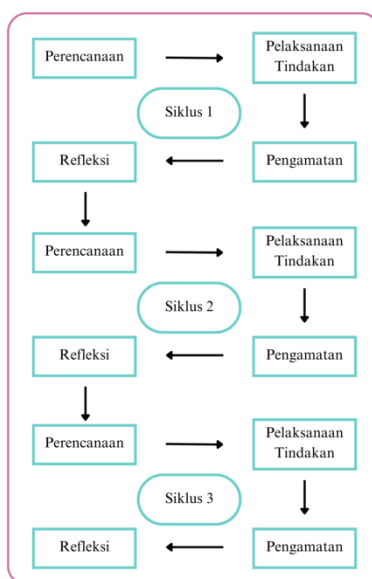 Perencanaan
Pelaksanaan
Tindakan
Siklus 1
Refleksi
Pengamatan
Perencanaan
Pelaksanaan
Tindakan
Siklus 2
Refleksi
Pengamatan
Perencanaan
Pelaksanaan
Tindakan
Siklus 3
Refleksi
Pengamatan